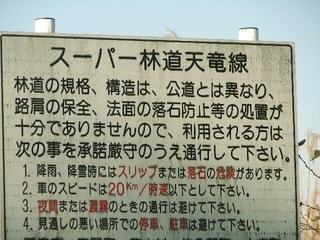 スーパー林道天竜線
林道の規格、構造は、公道とは異なり、
路肩の保全、法面の落石防止等の処置が
十分でありませんので、利用される方は
次の事を承諾厳守のうえ通行して下さい。
1. 降雨、降雪時にはスリップまたは落石の危険があります。
2. 車のスピードは20Km/時速以下として下さい。
3. 夜間または濃霧のときの通行は避けて下さい。
4. 見通しの悪い場所での停車、駐車は避けて下さい。